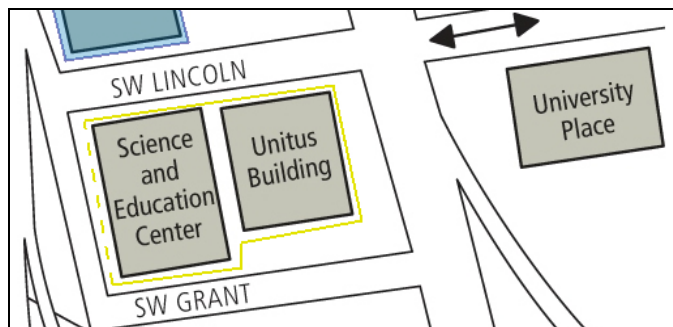 SW LINCOLN
Science
and
Education
Center
Unitus
Building
University
Place
SW GRANT